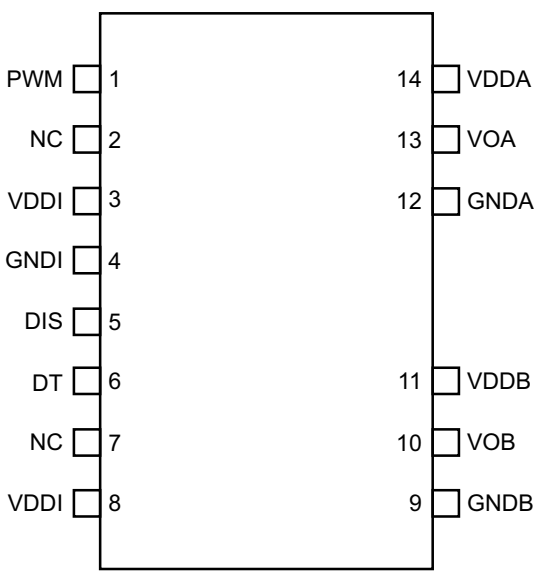 PWM 1 14 VDDA
NC 2 13 VOA
VDDI 3 12 GNDA
GNDI 4
DIS 5
DT 6 11 VDDB
NC 7 10 VOB
VDDI 8 9 GNDB